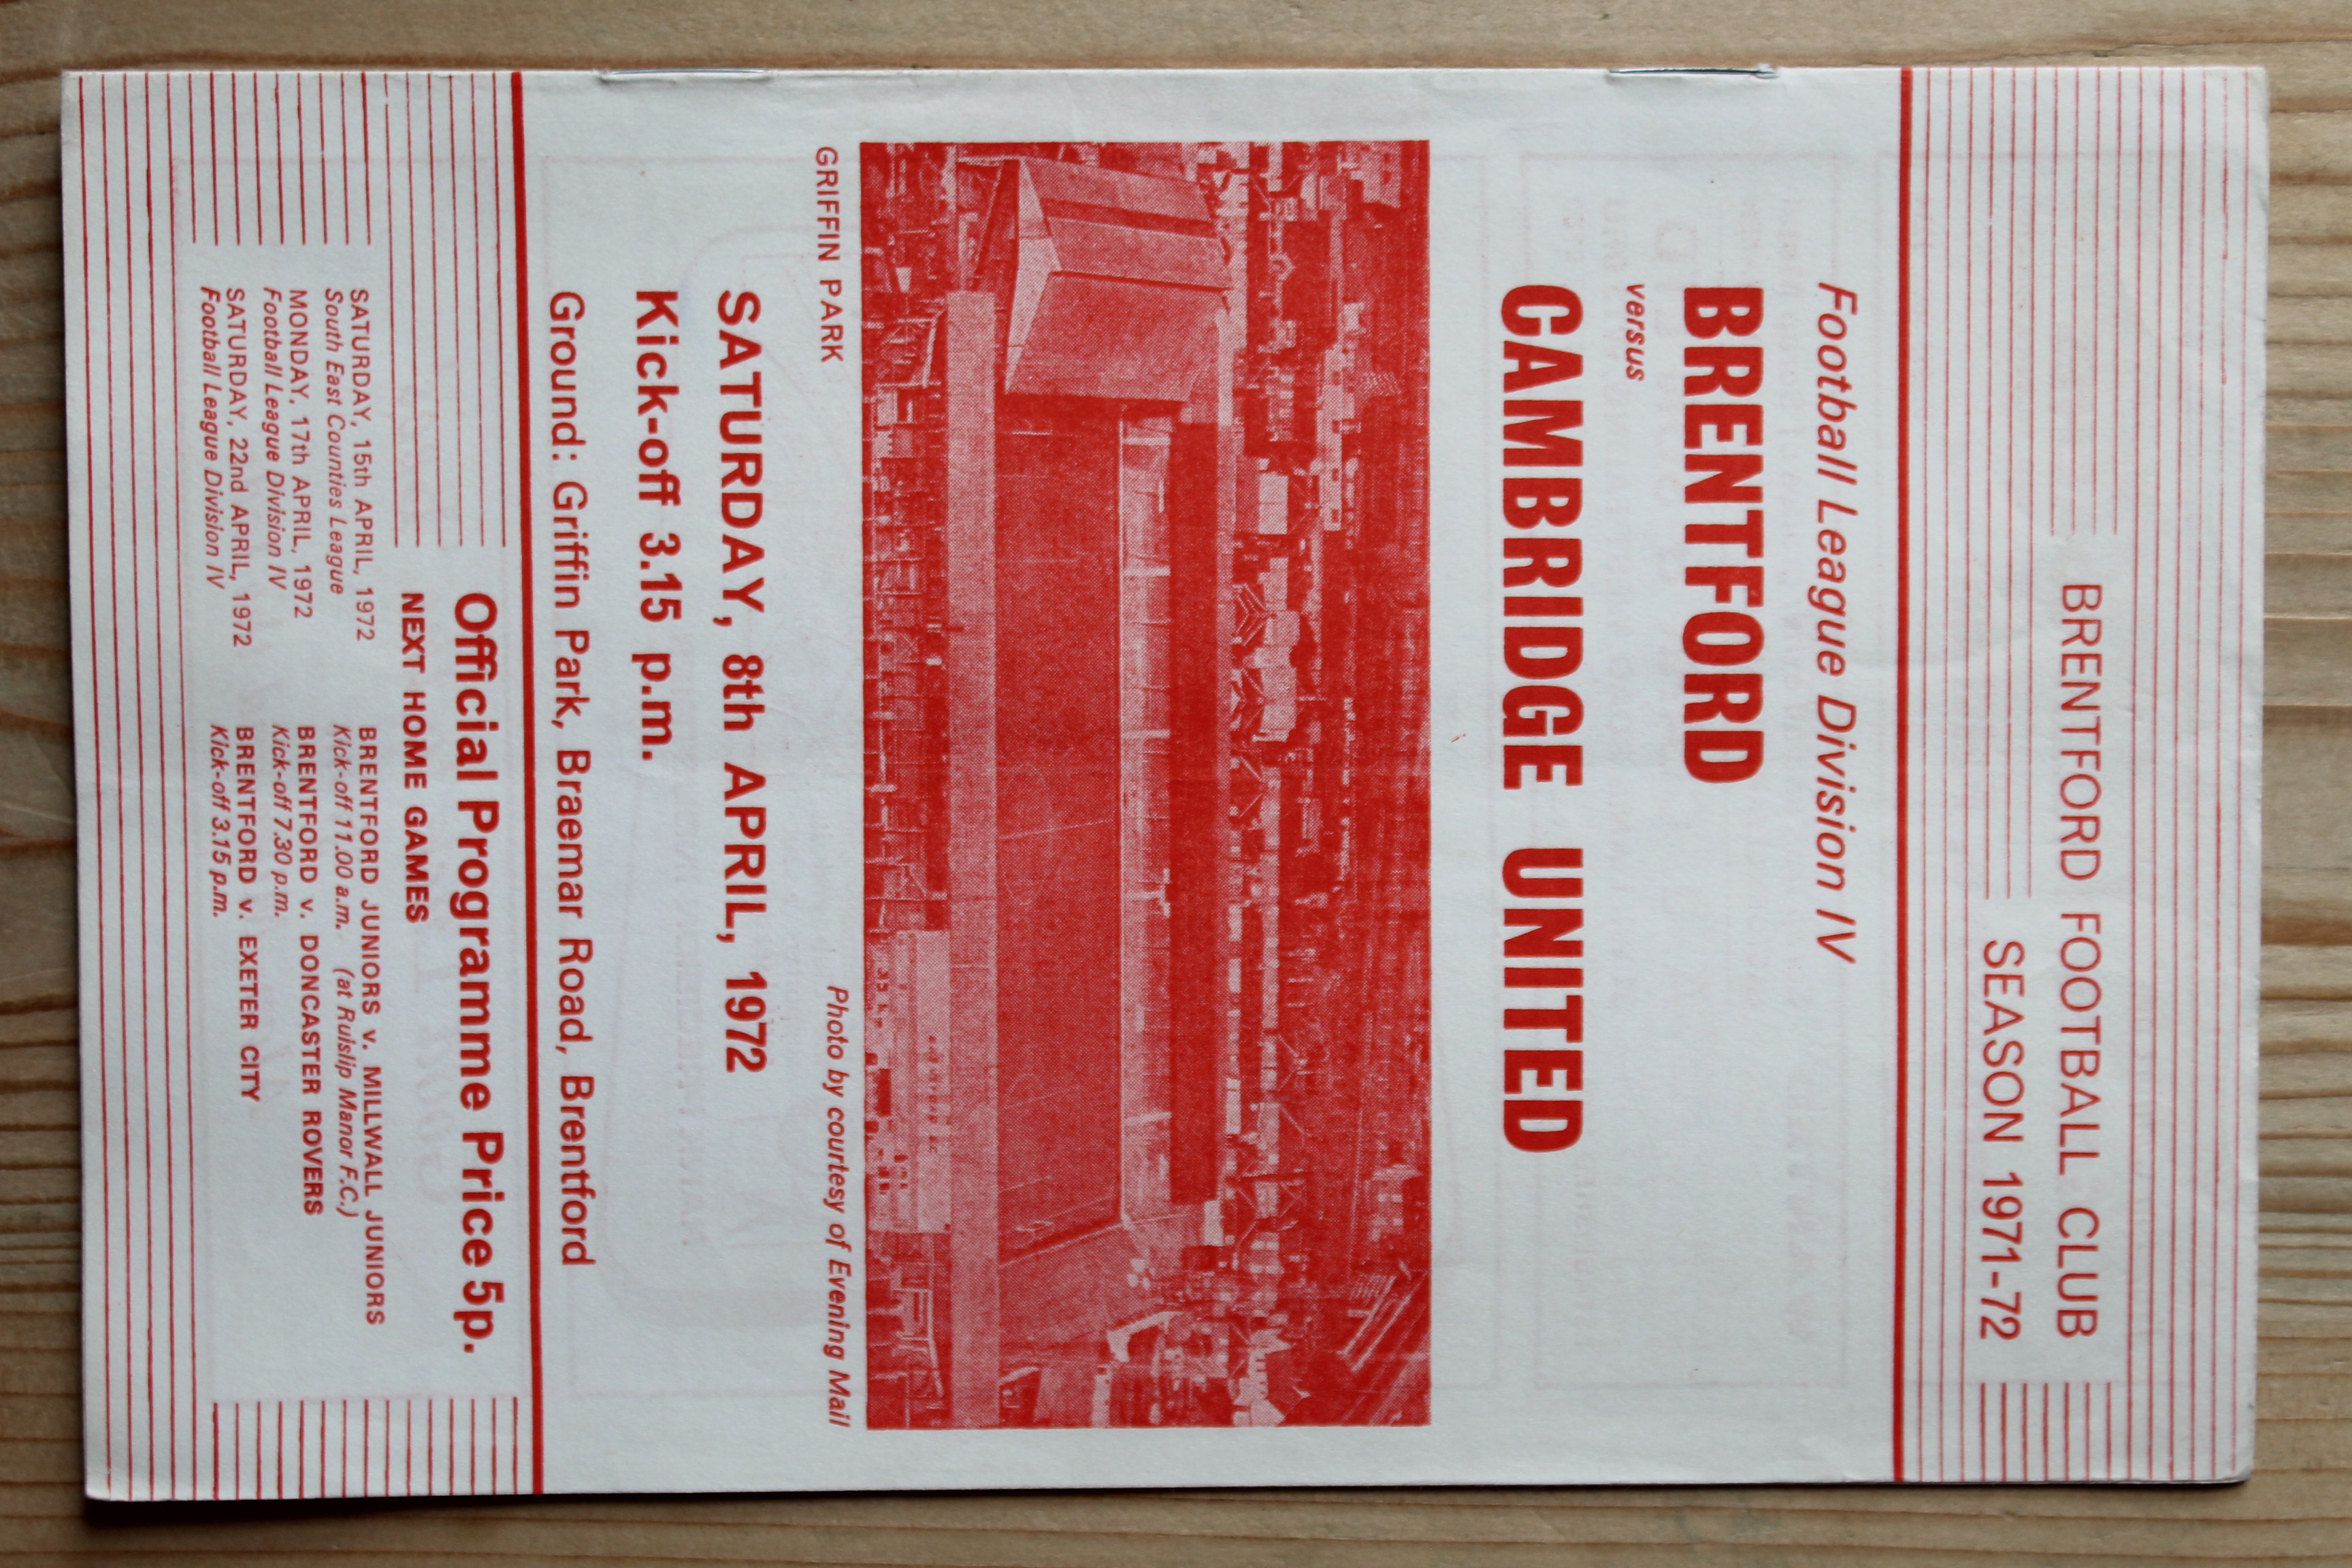 BRENTFORD FOOTBALL CLUB
SEASON 1971-72
Football League Division IV
BRENTFORD
versus
CAMBRIDGE UNITED
GRIFFIN PARK
Photo by courtesy of Evening Mail
SATURDAY, 8th APRIL, 1972
Kick-off 3.15 p.m.
Ground: Griffin Park, Braemar Road, Brentford
Official Programme Price 5p.
NEXT HOME GAMES
SATURDAY, 15th APRIL, 1972 BRENTFORD JUNIORS v. MILLWALL JUNIORS
South East Counties League Kick-off 11.00 a.m. (at Ruislip Manor F.C.)
MONDAY, 17th APRIL, 1972 BRENTFORD v. DONCASTER ROVERS
Football League Division IV Kick-off 7.30 p.m.
SATURDAY, 22nd APRIL, 1972 BRENTFORD v. EXETER CITY
Football League Division IV Kick-off 3.15 p.m.